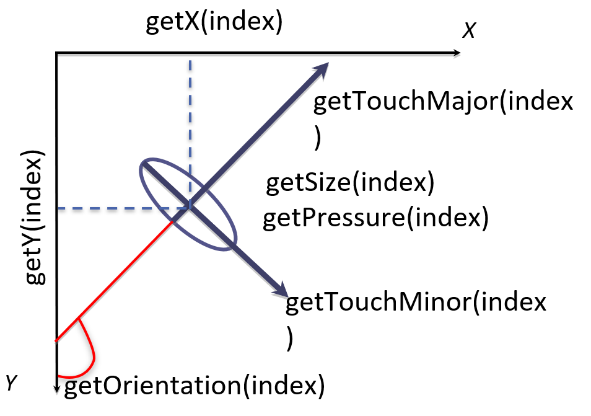 getX(index)
X
getTouchMajor(index
)
getY(index)
getSize(index)
getPressure(index)
getTouchMinor(index
)
Y
getOrientation(index)